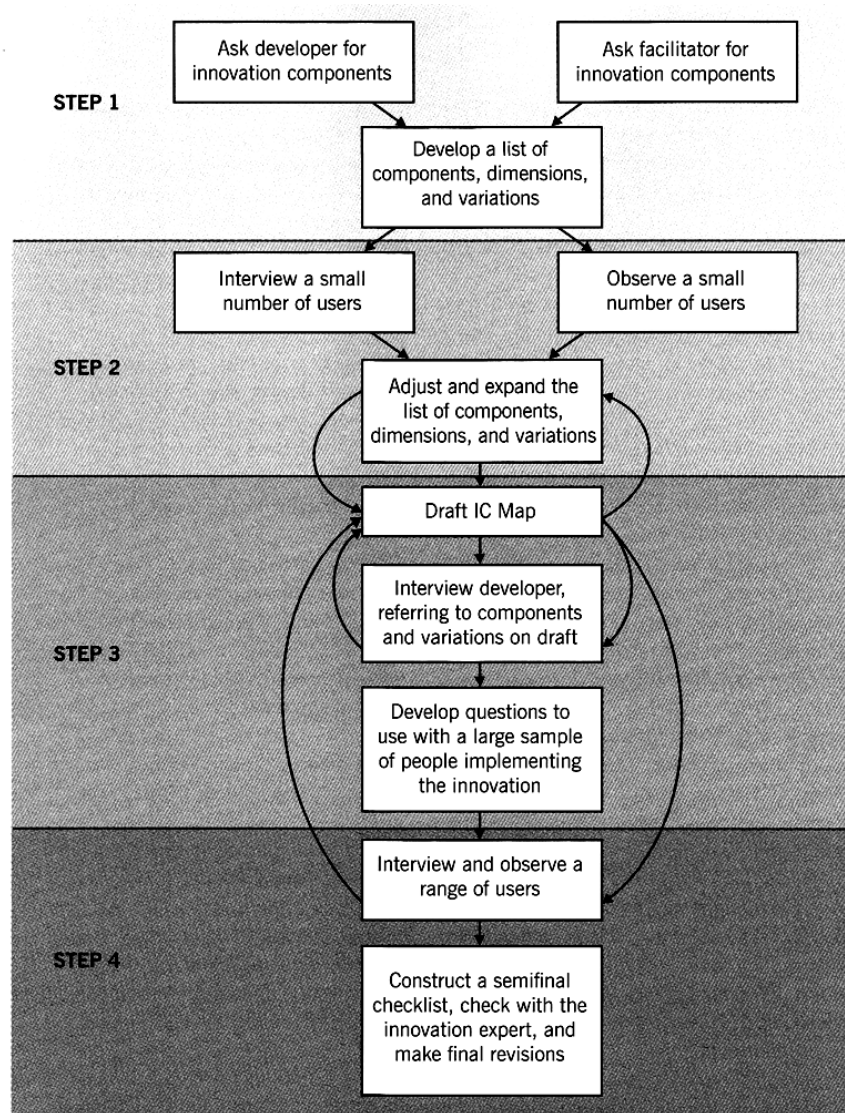 Ask developer for
innovation components
Ask facilitator for
innovation components
STEP 1
Develop a list of
components, dimensions,
and variations
Interview a small
number of users
Observe a small
number of users
STEP 2
Adjust and expand the
list of components,
dimensions, and variations
Draft IC Map
Interview developer,
referring to components
and variations on draft
STEP 3
Develop questions to
use with a large sample
of people implementing
the innovation
Interview and observe a
range of users
STEP 4
Construct a semifinal
checklist, check with the
innovation expert, and
make final revisions